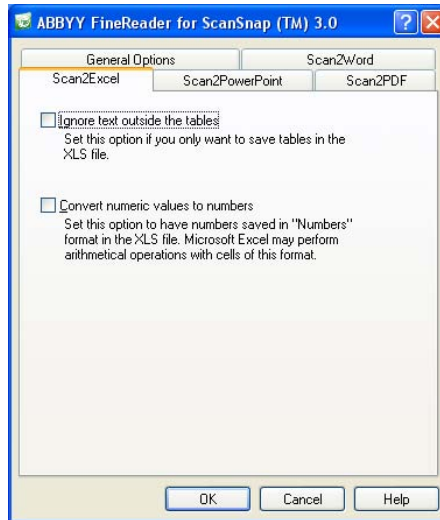 ABBYY FineReader for ScanSnap (TM) 3.0
General Options
Scan2Word
Scan2Excel
Scan2PowerPoint
Scan2PDF
Ignore text outside the tables
Set this option if you only want to save tables in the
XLS file.
Convert numeric values to numbers
Set this option to have numbers saved in "Numbers"
format in the XLS file. Microsoft Excel may perform
arithmetical operations with cells of this format.
OK
Cancel
Help